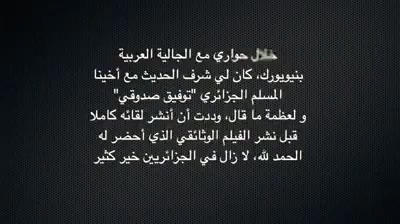 خلال حواري مع الجالية العربية
بنيويورك، كان لي شرف الحديث مع أخينا
المسلم الجزائري "توفيق صدوقي"
و لعظمة ما قال، وددت أن أنشر لقائه كاملا
قبل نشر الفيلم الوثائقي الذي أحضر له
الحمد لله، لا زال في الجزائريين خير كثير